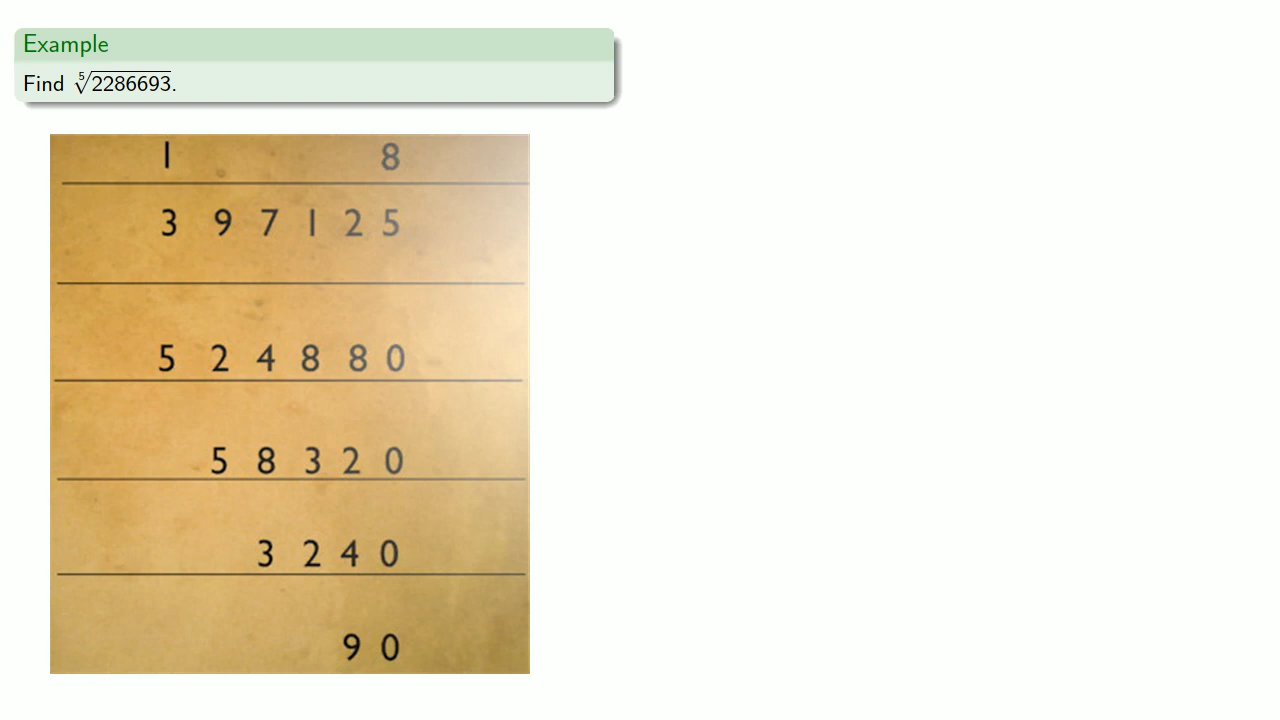 Example
Find ⁵√2286693.
1 8
3 9 7 1 2 5
5 2 4 8 8 0
5 8 3 2 0
3 2 4 0
9 0